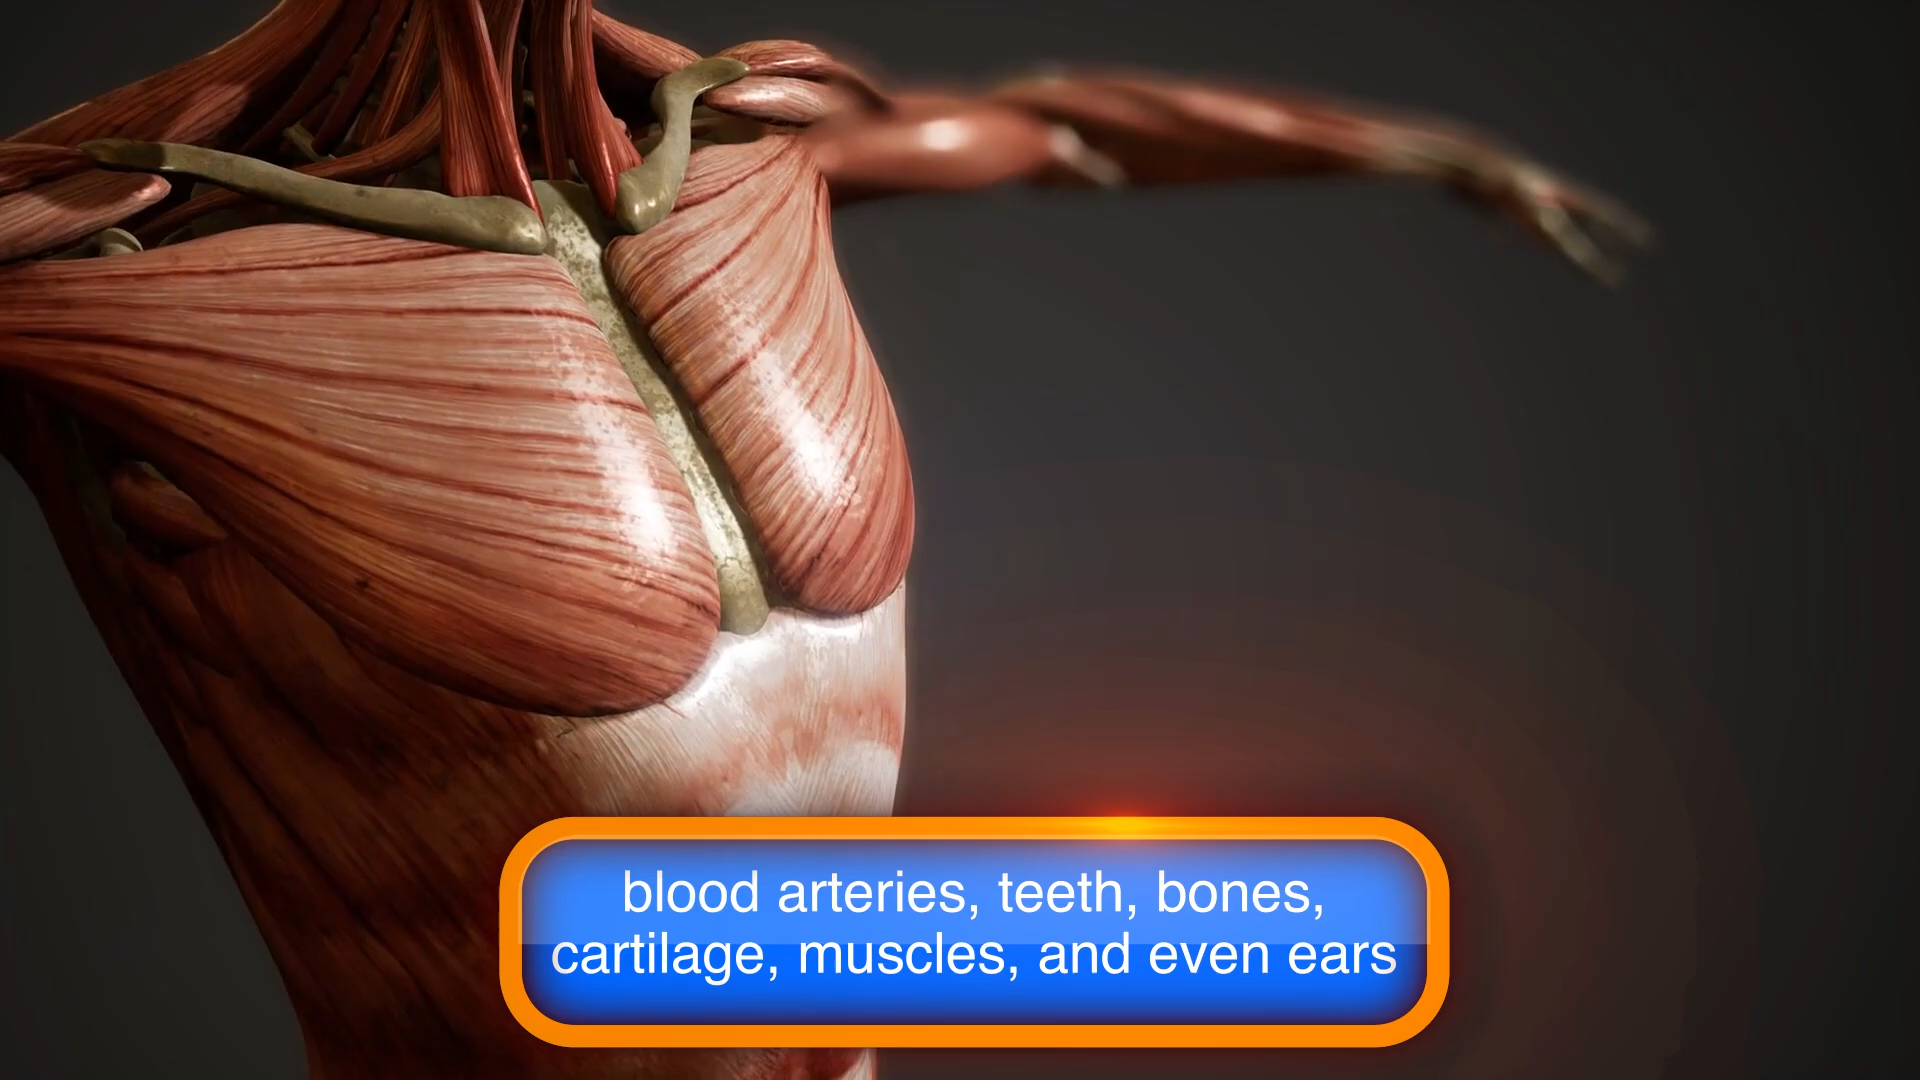 blood arteries, teeth, bones,
cartilage, muscles, and even ears